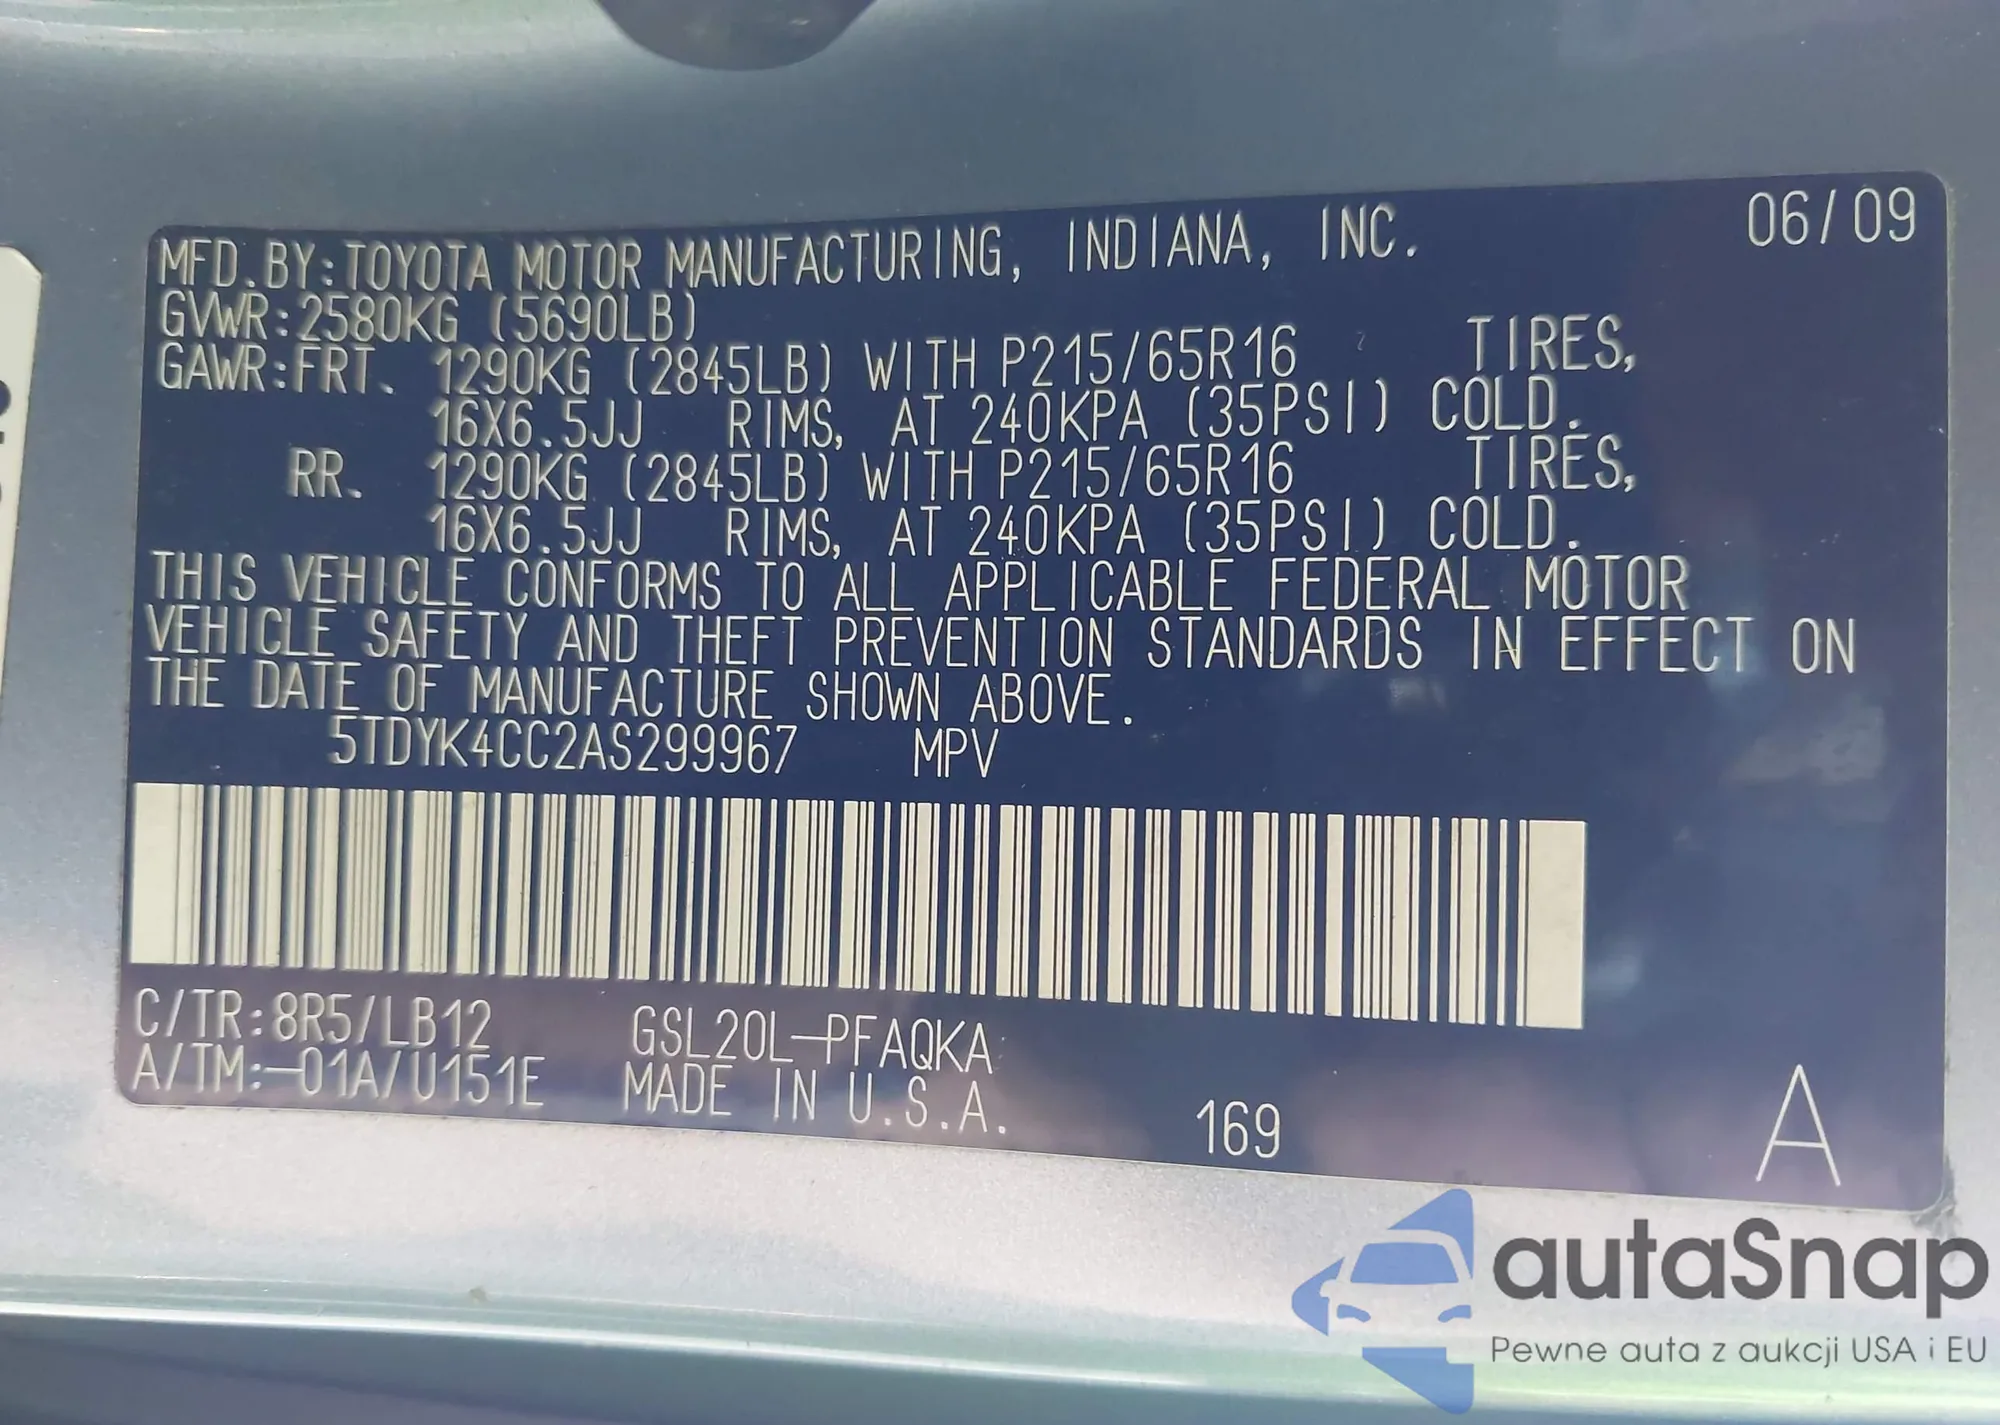 MFD.BY:TOYOTA MOTOR MANUFACTURING, INDIANA, INC. 06/09
GVWR:2580KG (5690LB)
GAWR:FRT. 1290KG (2845LB) WITH P215/65R16 TIRES,
16X6.5JJ RIMS, AT 240KPA (35PSI) COLD.
RR. 1290KG (2845LB) WITH P215/65R16 TIRES,
16X6.5JJ RIMS, AT 240KPA (35PSI) COLD.
THIS VEHICLE CONFORMS TO ALL APPLICABLE FEDERAL MOTOR
VEHICLE SAFETY AND THEFT PREVENTION STANDARDS IN EFFECT ON
THE DATE OF MANUFACTURE SHOWN ABOVE.
5TDYK4CC2AS299967 MPV
C/TR:8R5/LB12 GSL20L-PFAQKA
A/TM:-01A/U151E MADE IN U.S.A. 169 A
autaSnap
Pewne auta z aukcji USA i EU